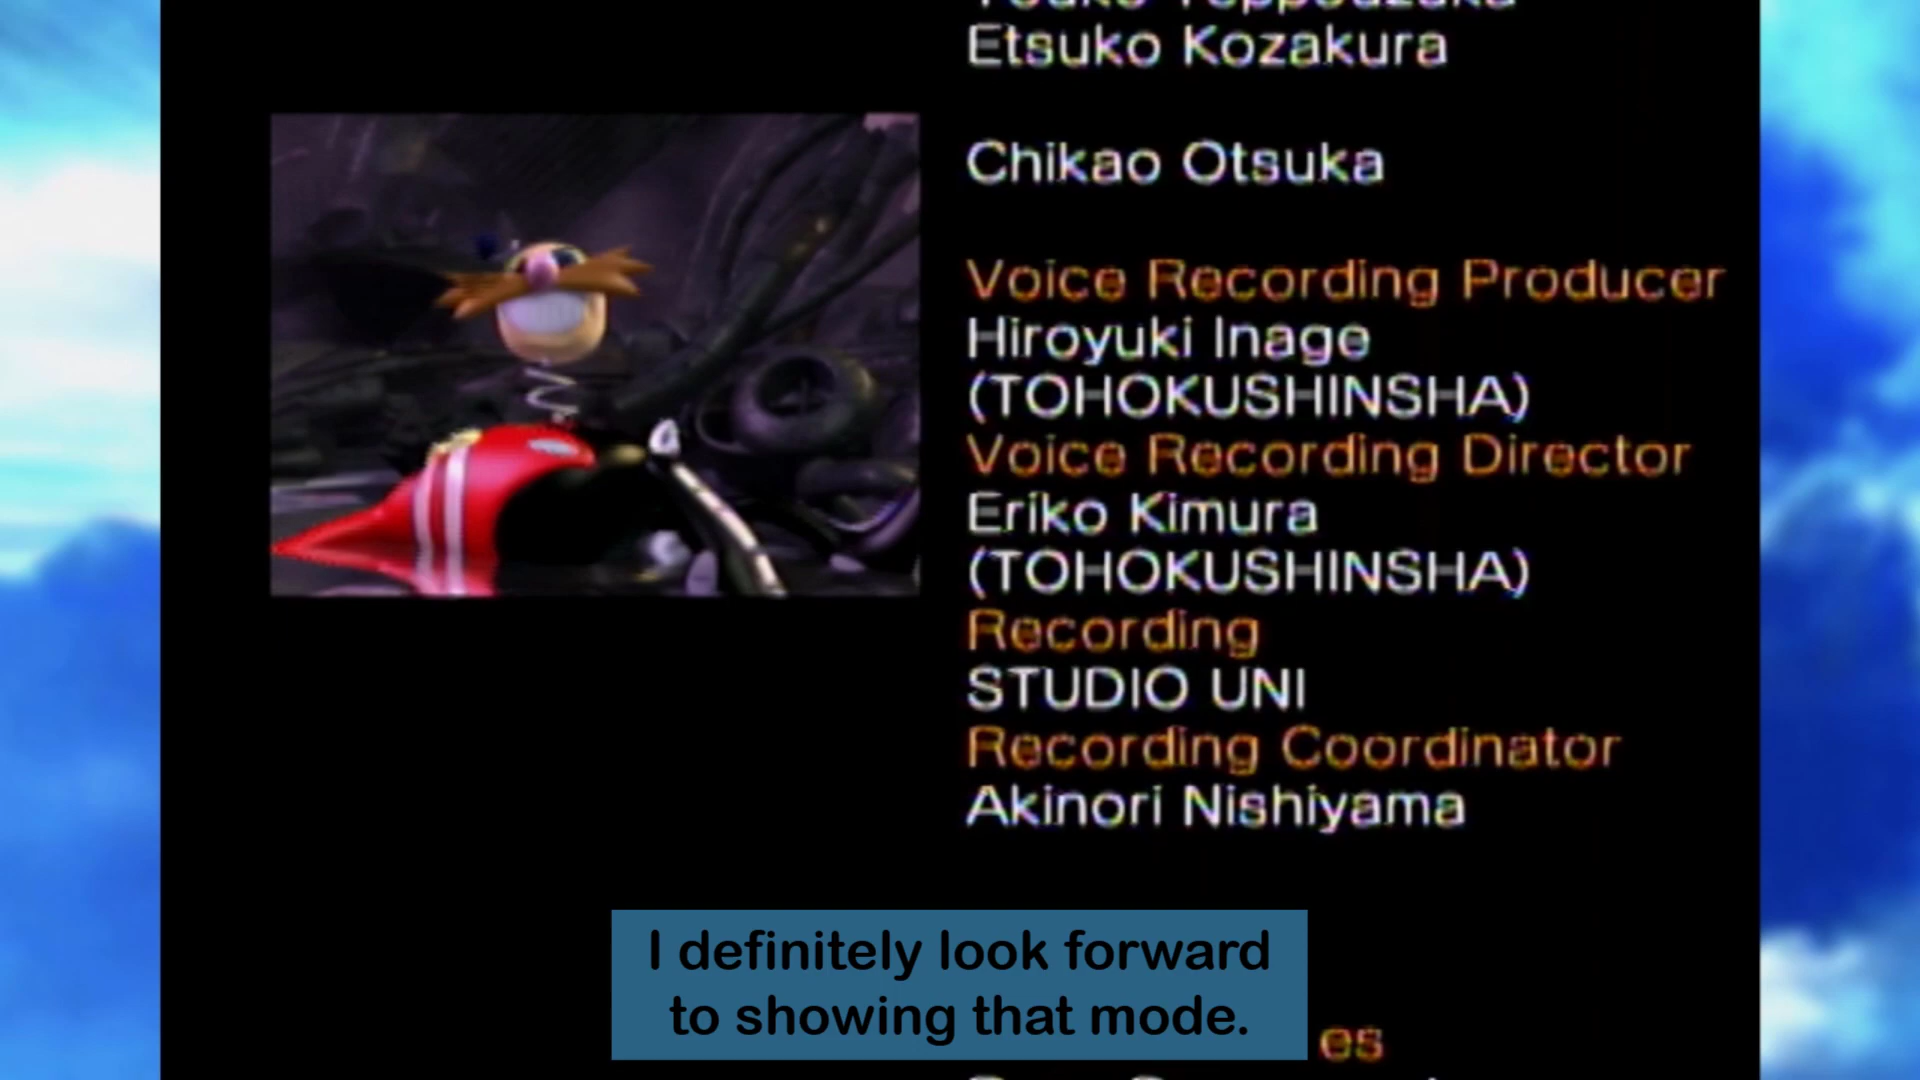 Etsuko Kozakura
Chikao Otsuka
Voice Recording Producer
Hiroyuki Inage
(TOHOKUSHINSHA)
Voice Recording Director
Eriko Kimura
(TOHOKUSHINSHA)
Recording
STUDIO UNI
Recording Coordinator
Akinori Nishiyama
I definitely look forward
to showing that mode.
es